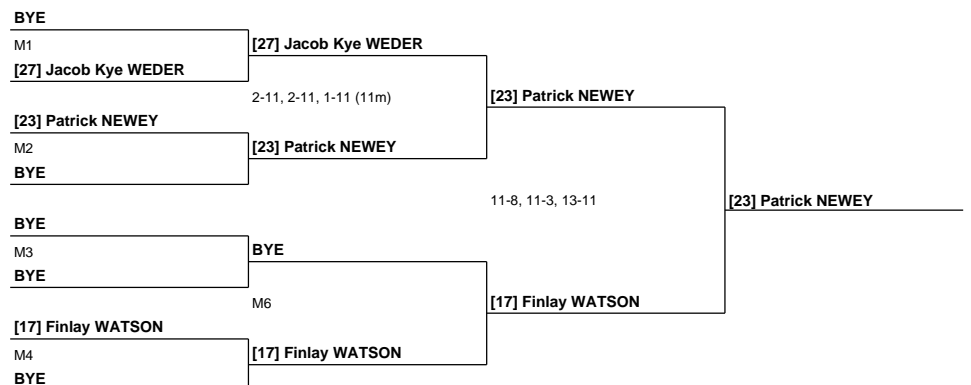 BYE
M1
[27] Jacob Kye WEDER
[27] Jacob Kye WEDER
2-11, 2-11, 1-11 (11m)
[23] Patrick NEWEY
[23] Patrick NEWEY
M2
[23] Patrick NEWEY
BYE
11-8, 11-3, 13-11
[23] Patrick NEWEY
BYE
M3
BYE
BYE
M6
[17] Finlay WATSON
[17] Finlay WATSON
M4
[17] Finlay WATSON
BYE